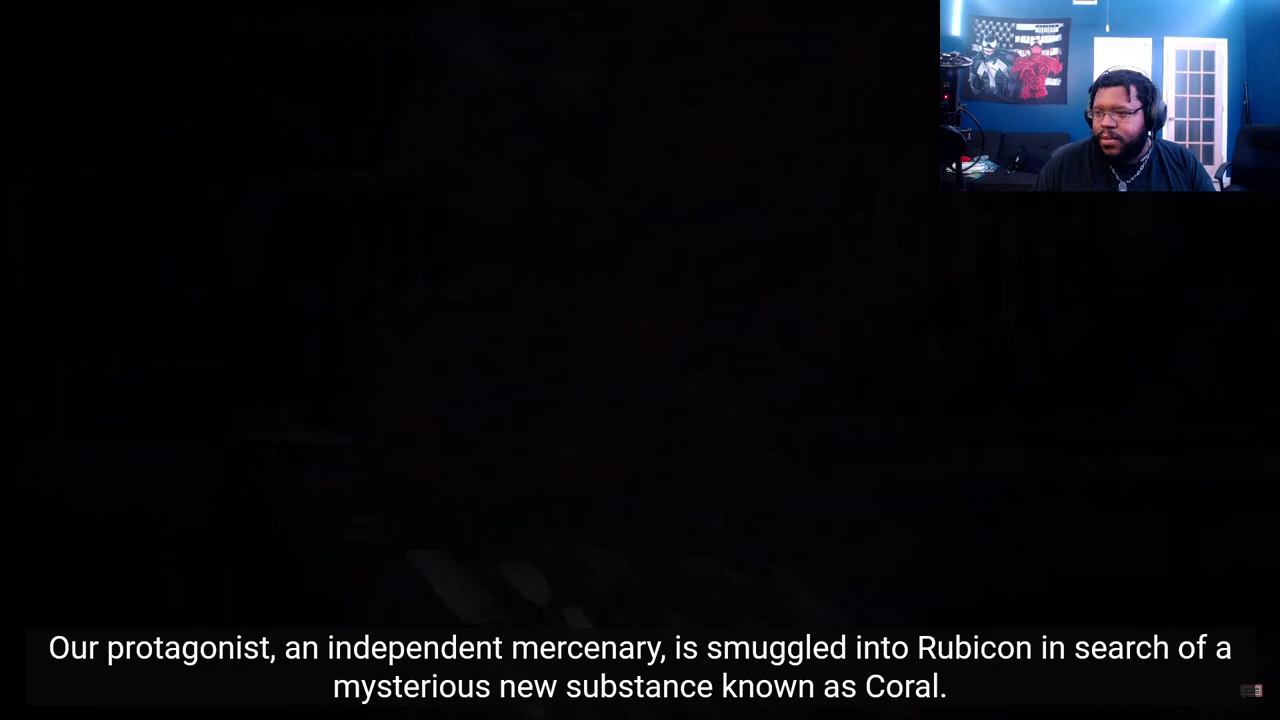 Our protagonist, an independent mercenary, is smuggled into Rubicon in search of a
mysterious new substance known as Coral.